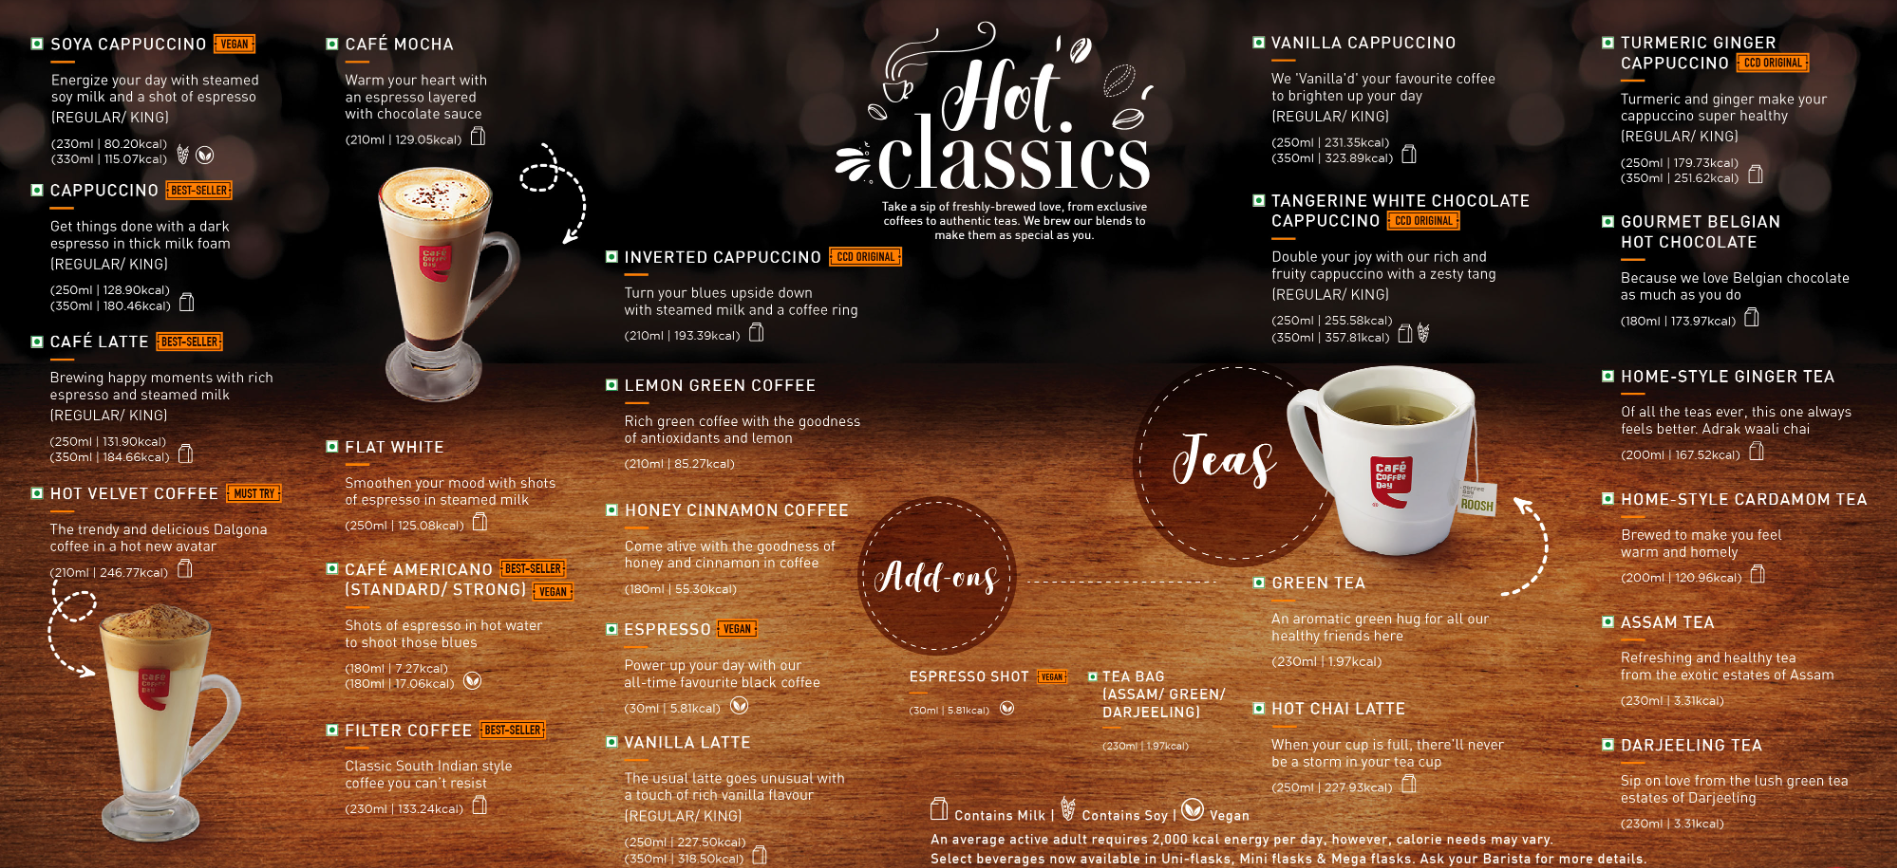 SOYA CAPPUCCINO VEGAN
Energize your day with steamed
soy milk and a shot of espresso
(REGULAR/ KING)
(230ml | 80.20kcal)
(330ml | 115.07kcal)
CAPPUCCINO BEST-SELLER
Get things done with a dark
espresso in thick milk foam
(REGULAR/ KING)
(250ml | 128.90kcal)
(350ml | 180.46kcal)
CAFÉ LATTE BEST-SELLER
Brewing happy moments with rich
espresso and steamed milk
(REGULAR/ KING)
(250ml | 131.90kcal)
(350ml | 184.66kcal)
HOT VELVET COFFEE MUST TRY
The trendy and delicious Dalgona
coffee in a hot new avatar
(210ml | 246.77kcal)
Café
Coffee
Day
CAFÉ MOCHA
Warm your heart with
an espresso layered
with chocolate sauce
(210ml | 129.05kcal)
Café
Coffee
Day
FLAT WHITE
Smoothen your mood with shots
of espresso in steamed milk
(250ml | 125.08kcal)
CAFÉ AMERICANO BEST-SELLER
(STANDARD/ STRONG) VEGAN
Shots of espresso in hot water
to shoot those blues
(180ml | 7.27kcal)
(180ml | 17.06kcal)
FILTER COFFEE BEST-SELLER
Classic South Indian style
coffee you can't resist
(230ml | 133.24kcal)
Hot
classics
Take a sip of freshly-brewed love, from exclusive
coffees to authentic teas. We brew our blends to
make them as special as you.
INVERTED CAPPUCCINO CCD ORIGINAL
Turn your blues upside down
with steamed milk and a coffee ring
(210ml | 193.39kcal)
LEMON GREEN COFFEE
Rich green coffee with the goodness
of antioxidants and lemon
(210ml | 85.27kcal)
HONEY CINNAMON COFFEE
Come alive with the goodness of
honey and cinnamon in coffee
(180ml | 55.30kcal)
ESPRESSO VEGAN
Power up your day with our
all-time favourite black coffee
(30ml | 5.81kcal)
VANILLA LATTE
The usual latte goes unusual with
a touch of rich vanilla flavour
(REGULAR/ KING)
(250ml | 227.50kcal)
(350ml | 318.50kcal)
Add-ons
ESPRESSO SHOT VEGAN
(30ml | 5.81kcal)
TEA BAG
(ASSAM/ GREEN/
DARJEELING)
(230ml | 1.97kcal)
VANILLA CAPPUCCINO
We 'Vanilla'd' your favourite coffee
to brighten up your day
(REGULAR/ KING)
(250ml | 231.35kcal)
(350ml | 323.89kcal)
TANGERINE WHITE CHOCOLATE
CAPPUCCINO CCD ORIGINAL
Double your joy with our rich and
fruity cappuccino with a zesty tang
(REGULAR/ KING)
(250ml | 255.58kcal)
(350ml | 357.81kcal)
TURMERIC GINGER
CAPPUCCINO CCD ORIGINAL
Turmeric and ginger make your
cappuccino super healthy
(REGULAR/ KING)
(250ml | 179.73kcal)
(350ml | 251.62kcal)
GOURMET BELGIAN
HOT CHOCOLATE
Because we love Belgian chocolate
as much as you do
(180ml | 173.97kcal)
Teas
Café
Coffee
Day
ROOSH
GREEN TEA
An aromatic green hug for all our
healthy friends here
(230ml | 1.97kcal)
HOT CHAI LATTE
When your cup is full, there'll never
be a storm in your tea cup
(250ml | 227.93kcal)
HOME-STYLE GINGER TEA
Of all the teas ever, this one always
feels better. Adrak waali chai
(200ml | 167.52kcal)
HOME-STYLE CARDAMOM TEA
Brewed to make you feel
warm and homely
(200ml | 120.96kcal)
ASSAM TEA
Refreshing and healthy tea
from the exotic estates of Assam
(230ml | 3.31kcal)
DARJEELING TEA
Sip on love from the lush green tea
estates of Darjeeling
(230ml | 3.31kcal)
Contains Milk | Contains Soy | Vegan
An average active adult requires 2,000 kcal energy per day, however, calorie needs may vary.
Select beverages now available in Uni-flasks, Mini flasks & Mega flasks. Ask your Barista for more details.